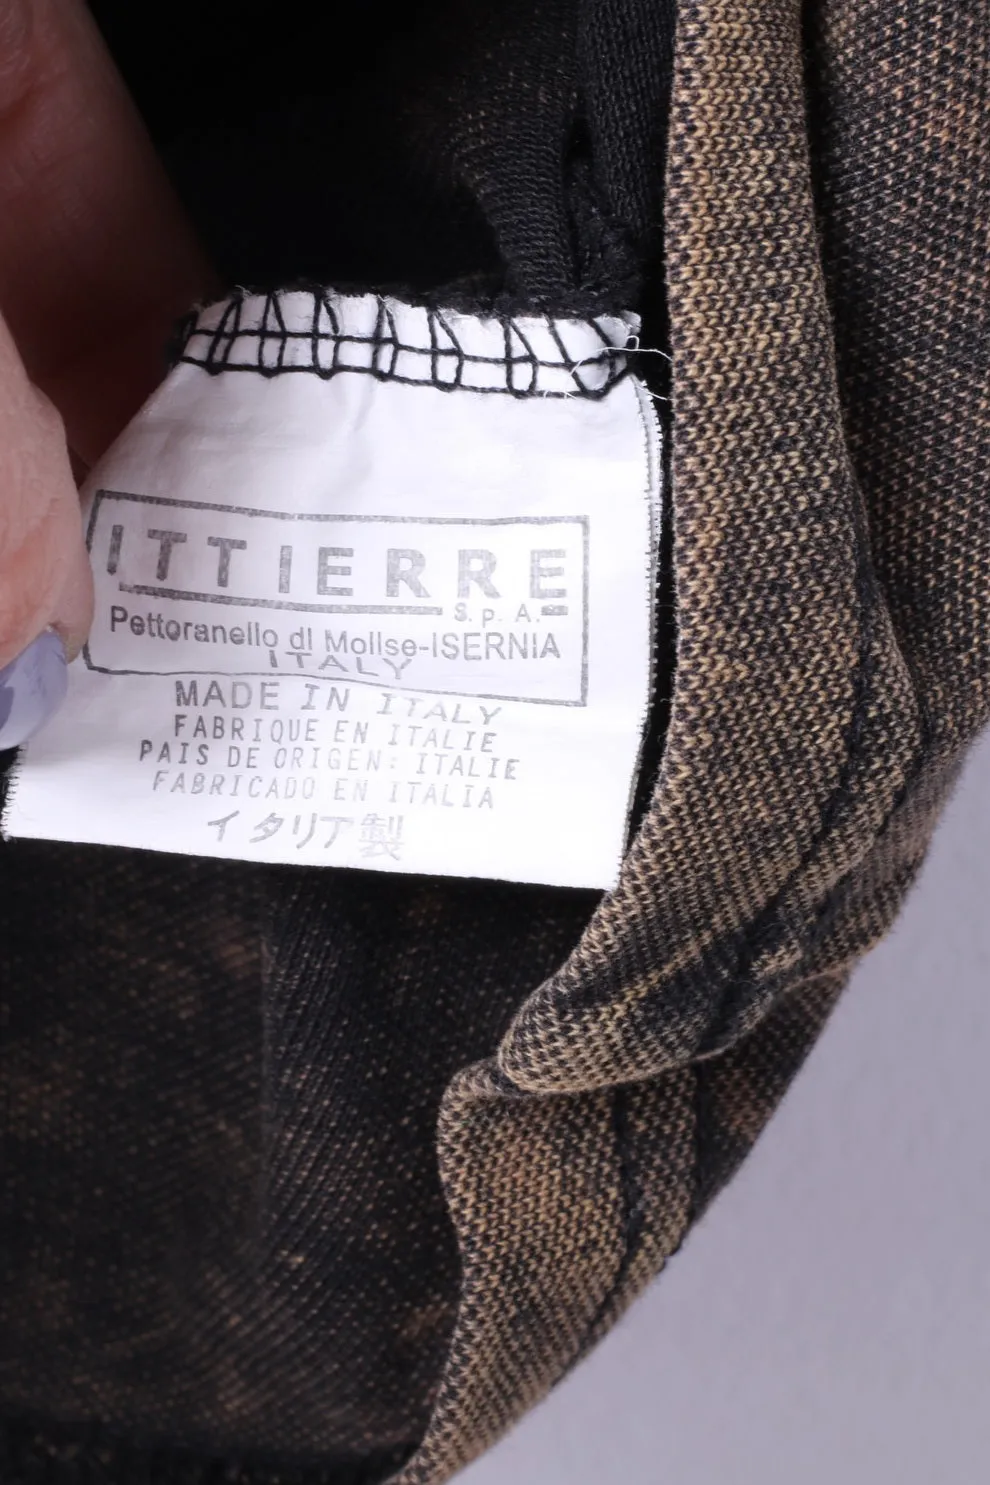 ITTIERRE
S.p.A.
Pettoranello di Molise-ISERNIA
ITALY
MADE IN ITALY
FABRIQUE EN ITALIE
PAIS DE ORIGEN: ITALIE
FABRICADO EN ITALIA
イタリア製